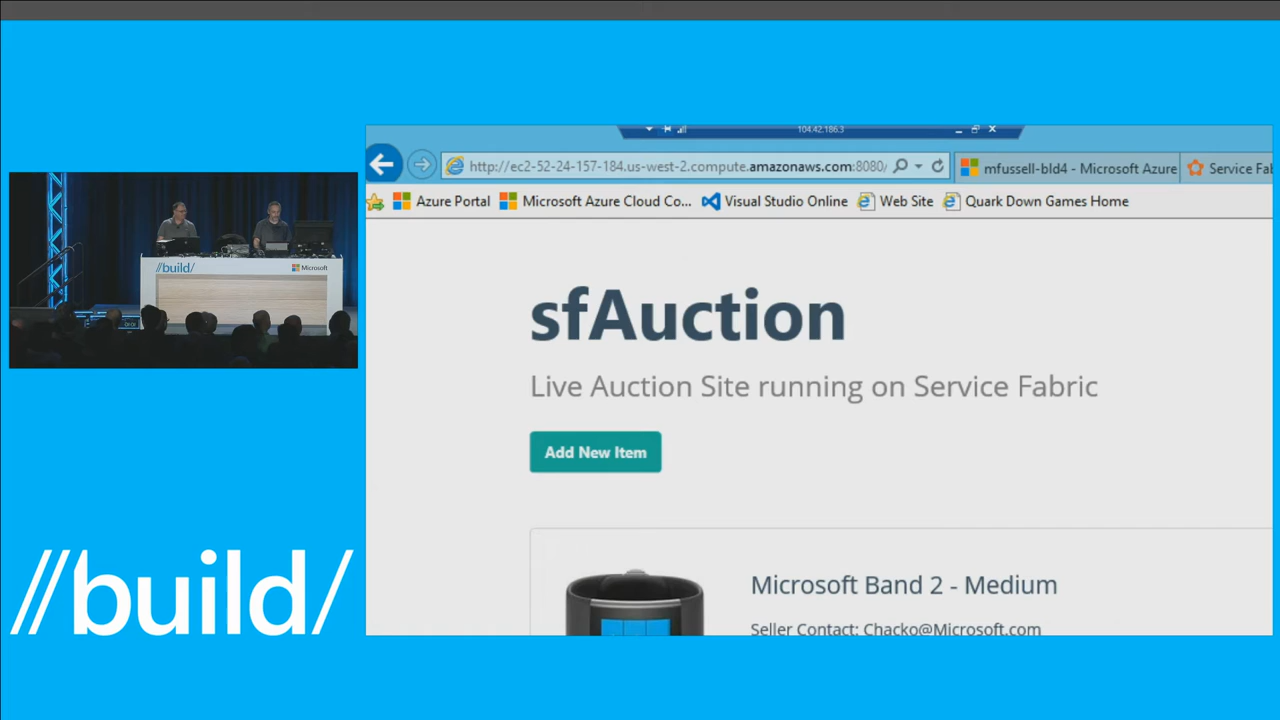 104.42.186.3
http://ec2-52-24-157-184.us-west-2.compute.amazonaws.com:8080/
mfussell-bld4 - Microsoft Azure
Service Fab
Azure Portal
Microsoft Azure Cloud Co...
Visual Studio Online
Web Site
Quark Down Games Home
sfAuction
Live Auction Site running on Service Fabric
Add New Item
Microsoft Band 2 - Medium
Seller Contact: Chacko@Microsoft.com
//build/
Microsoft
//build/